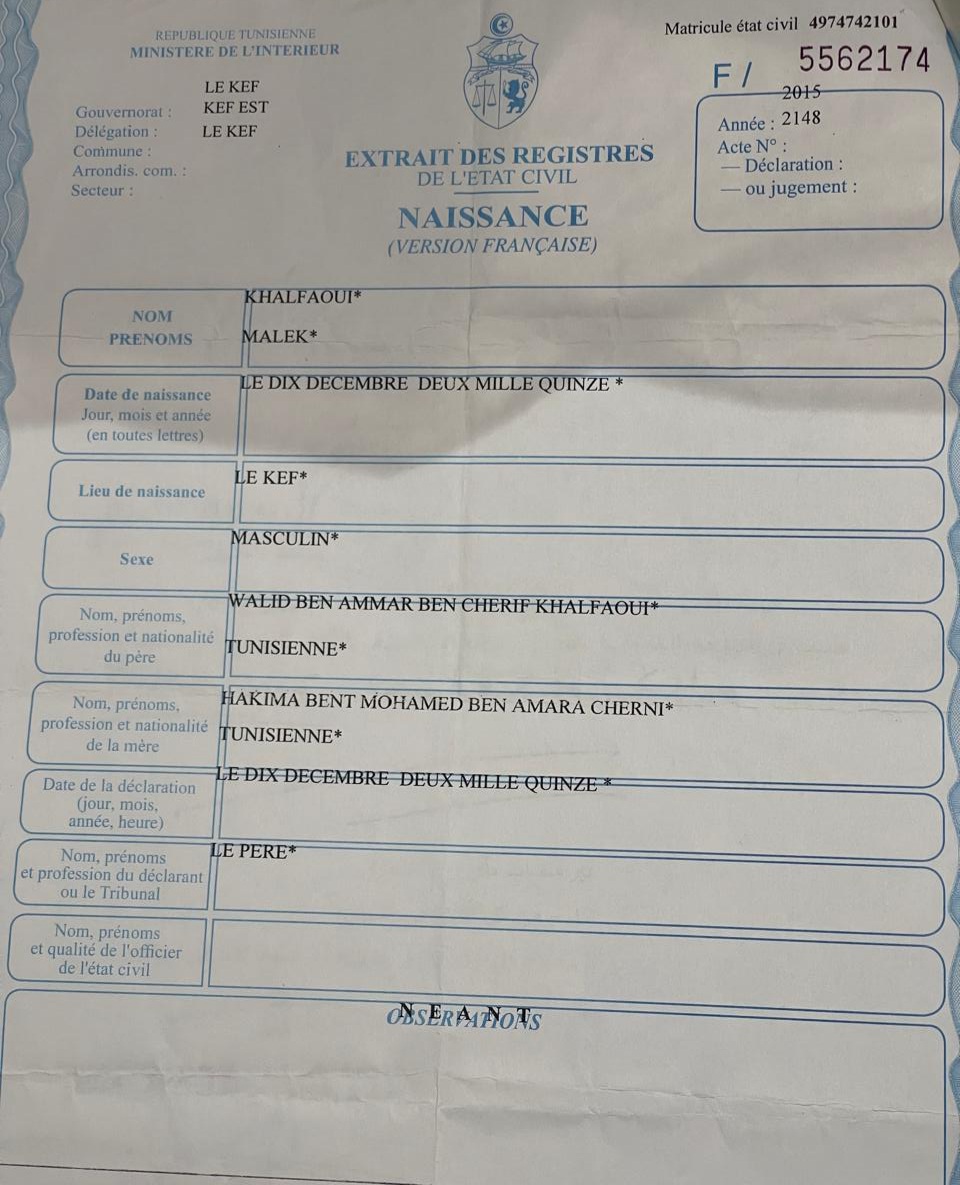 REPUBLIQUE TUNISIENNE
MINISTERE DE L'INTERIEUR
Matricule état civil 4974742101
F / 5562174
LE KEF
Gouvernorat : KEF EST
Délégation : LE KEF
Commune :
Arrondis. com. :
Secteur :
2015
Année : 2148
Acte N° :
— Déclaration :
— ou jugement :
EXTRAIT DES REGISTRES
DE L'ETAT CIVIL
NAISSANCE
(VERSION FRANÇAISE)
NOM
PRENOMS
KHALFAOUI*
MALEK*
Date de naissance
Jour, mois et année
(en toutes lettres)
LE DIX DECEMBRE DEUX MILLE QUINZE *
Lieu de naissance
LE KEF*
Sexe
MASCULIN*
Nom, prénoms,
profession et nationalité
du père
WALID BEN AMMAR BEN CHERIF KHALFAOUI*
TUNISIENNE*
Nom, prénoms,
profession et nationalité
de la mère
HAKIMA BENT MOHAMED BEN AMARA CHERNI*
TUNISIENNE*
Date de la déclaration
(jour, mois,
année, heure)
LE DIX DECEMBRE DEUX MILLE QUINZE *
Nom, prénoms
et profession du déclarant
ou le Tribunal
LE PERE*
Nom, prénoms
et qualité de l'officier
de l'état civil
N E A N T
OBSERVATIONS